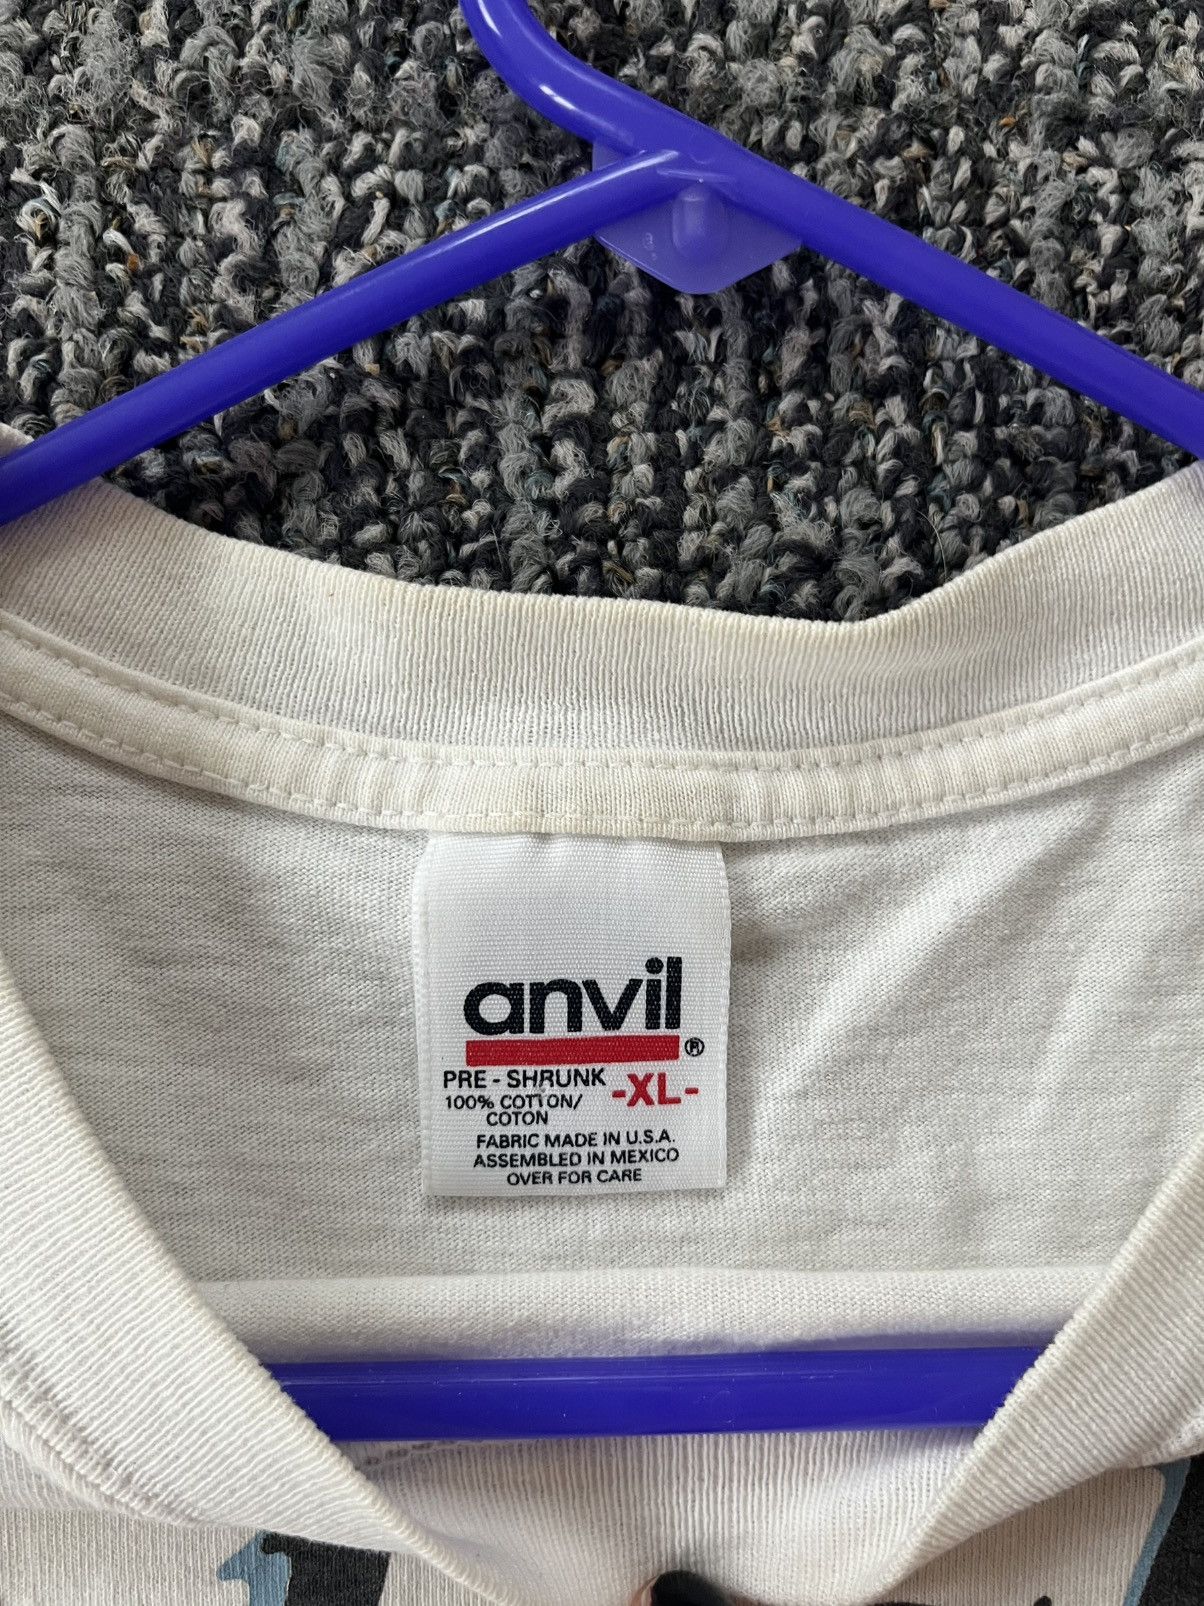 anvil®
PRE - SHRUNK -XL-
100% COTTON/
COTON
FABRIC MADE IN U.S.A.
ASSEMBLED IN MEXICO
OVER FOR CARE